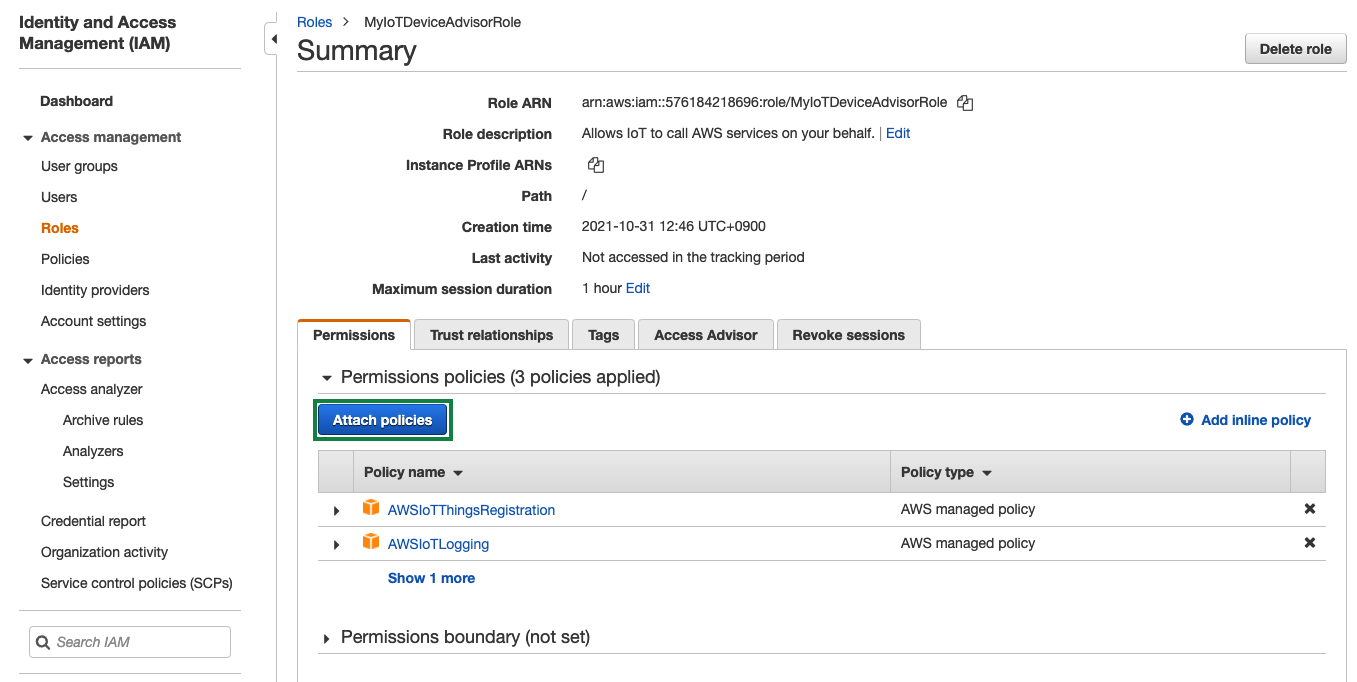 Identity and Access
Management (IAM)
Dashboard
Access management
User groups
Users
Roles
Policies
Identity providers
Account settings
Access reports
Access analyzer
Archive rules
Analyzers
Settings
Credential report
Organization activity
Service control policies (SCPs)
Search IAM
Roles > MyIoTDeviceAdvisorRole
Summary
Delete role
Role ARN arn:aws:iam::576184218696:role/MyIoTDeviceAdvisorRole
Role description Allows IoT to call AWS services on your behalf. | Edit
Instance Profile ARNs
Path /
Creation time 2021-10-31 12:46 UTC+0900
Last activity Not accessed in the tracking period
Maximum session duration 1 hour Edit
Permissions Trust relationships Tags Access Advisor Revoke sessions
Permissions policies (3 policies applied)
Attach policies Add inline policy
Policy name Policy type
AWSIoTThingsRegistration AWS managed policy
AWSIoTLogging AWS managed policy
Show 1 more
Permissions boundary (not set)